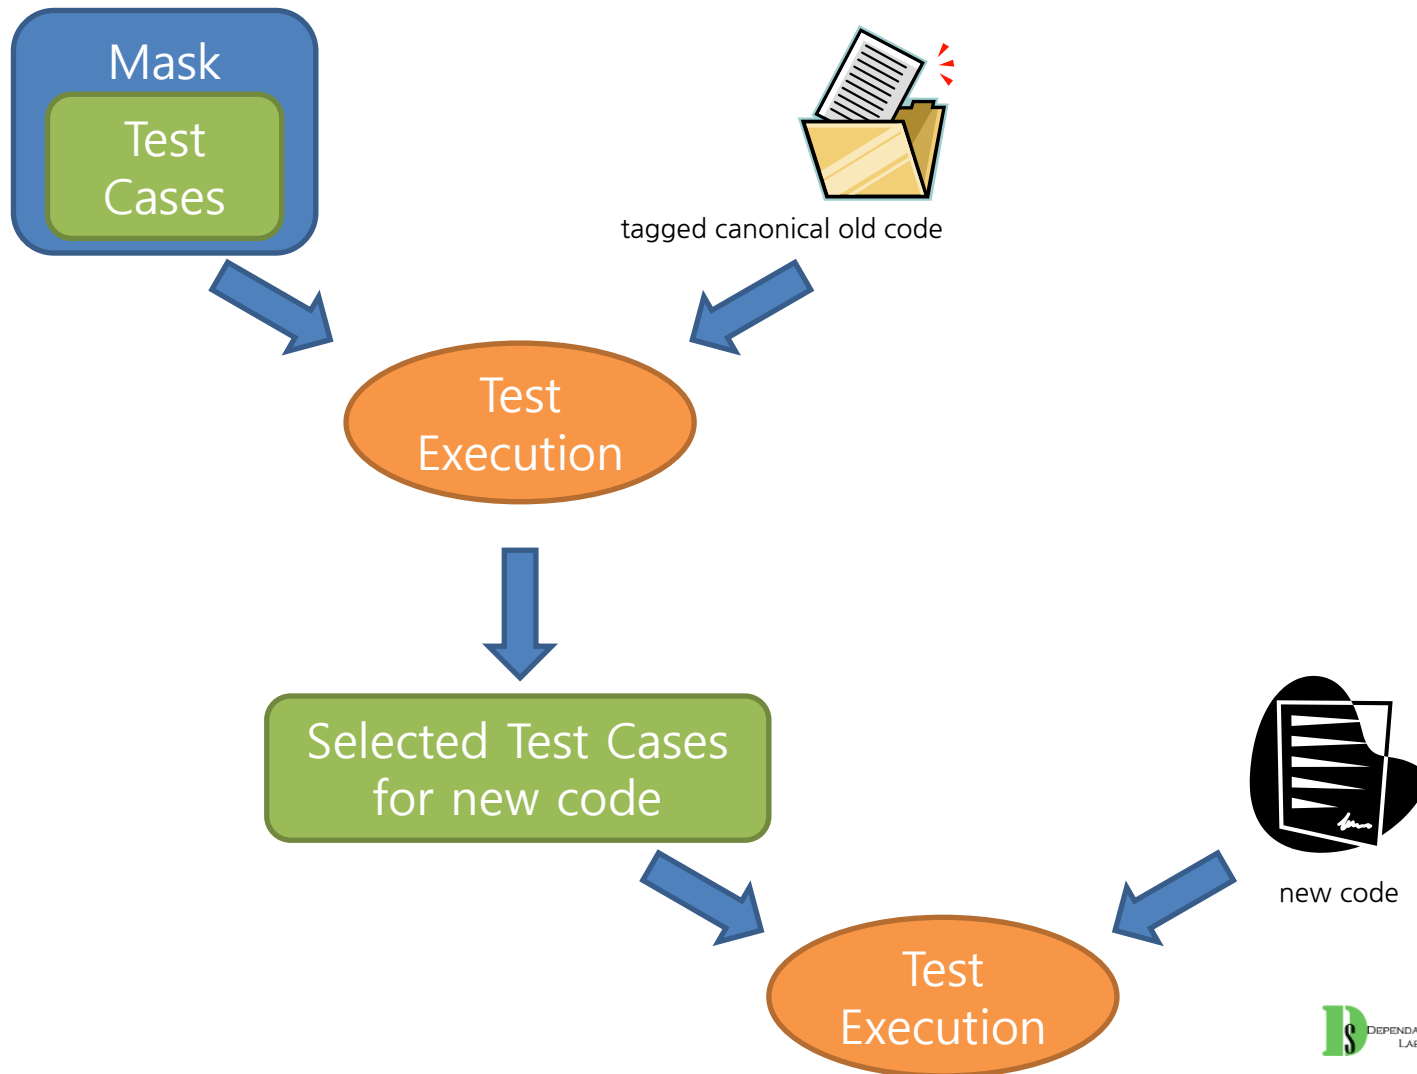 Mask
Test
Cases
tagged canonical old code
Test
Execution
Selected Test Cases
for new code
new code
Test
Execution